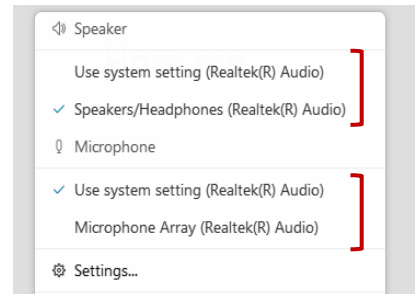 Speaker
Use system setting (Realtek(R) Audio)
Speakers/Headphones (Realtek(R) Audio)
Microphone
Use system setting (Realtek(R) Audio)
Microphone Array (Realtek(R) Audio)
Settings...